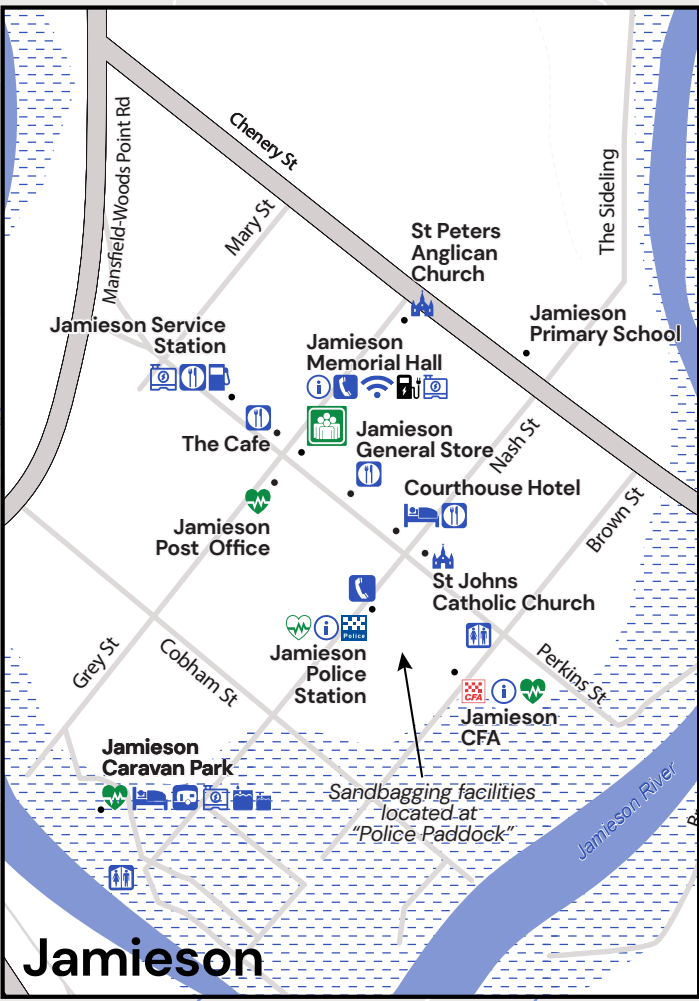 Chenery St
Mansfield-Woods Point Rd
Mary St
The Sideling
St Peters
Anglican
Church
Jamieson
Primary School
Jamieson Service
Station
Jamieson
Memorial Hall
The Cafe
Jamieson
General Store
Nash St
Courthouse Hotel
Brown St
Jamieson
Post Office
St Johns
Catholic Church
Police
Jamieson
Police
Station
Grey St
Cobham St
Perkins St
CFA
Jamieson
CFA
Jamieson
Caravan Park
Sandbagging facilities
located at
“Police Paddock”
Jamieson River
Jamieson